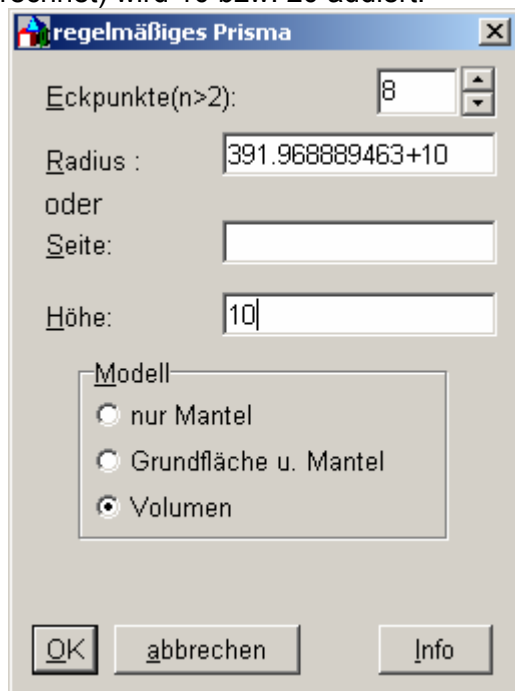 wird 10 bzw. 20 addiert.
regelmäßiges Prisma
Eckpunkte(n>2): 8
Radius : 391.968889463+10
oder
Seite:
Höhe: 10
Modell
nur Mantel
Grundfläche u. Mantel
Volumen
OK abbrechen Info